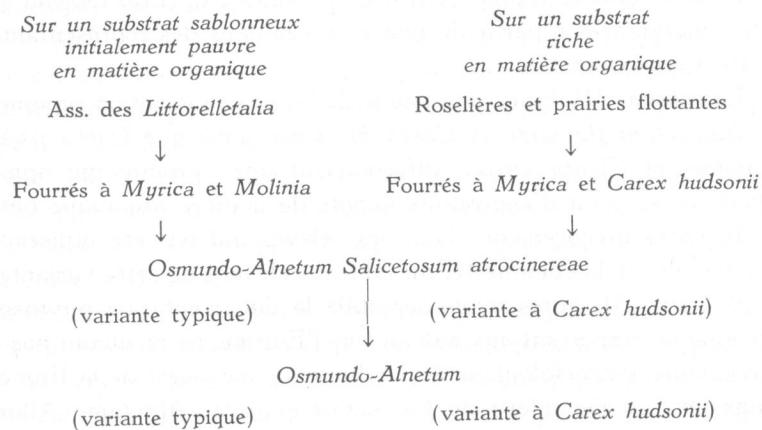 Sur un substrat sablonneux
initialement pauvre
en matière organique
Ass. des Littorelletalia
Fourrés à Myrica et Molinia
Sur un substrat
riche
en matière organique
Roselières et prairies flottantes
Fourrés à Myrica et Carex hudsonii
Osmundo-Alnetum Salicetosum atrocinereae
(variante typique)
(variante à Carex hudsonii)
Osmundo-Alnetum
(variante typique)
(variante à Carex hudsonii)